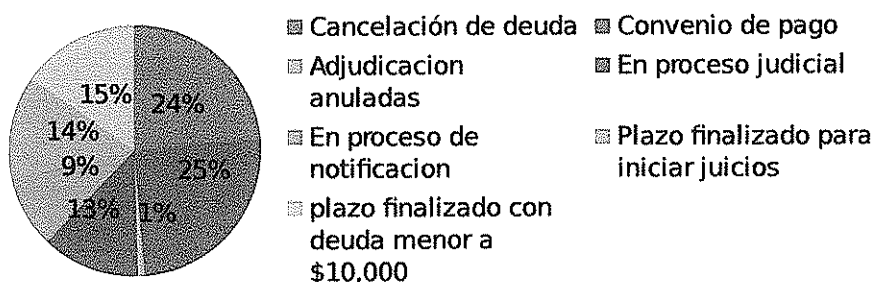 Cancelación de deuda
Convenio de pago
Adjudicacion
anuladas
En proceso judicial
En proceso de
notificacion
Plazo finalizado para
iniciar juicios
plazo finalizado con
deuda menor a
$10.000
24%
25%
1%
13%
9%
14%
15%